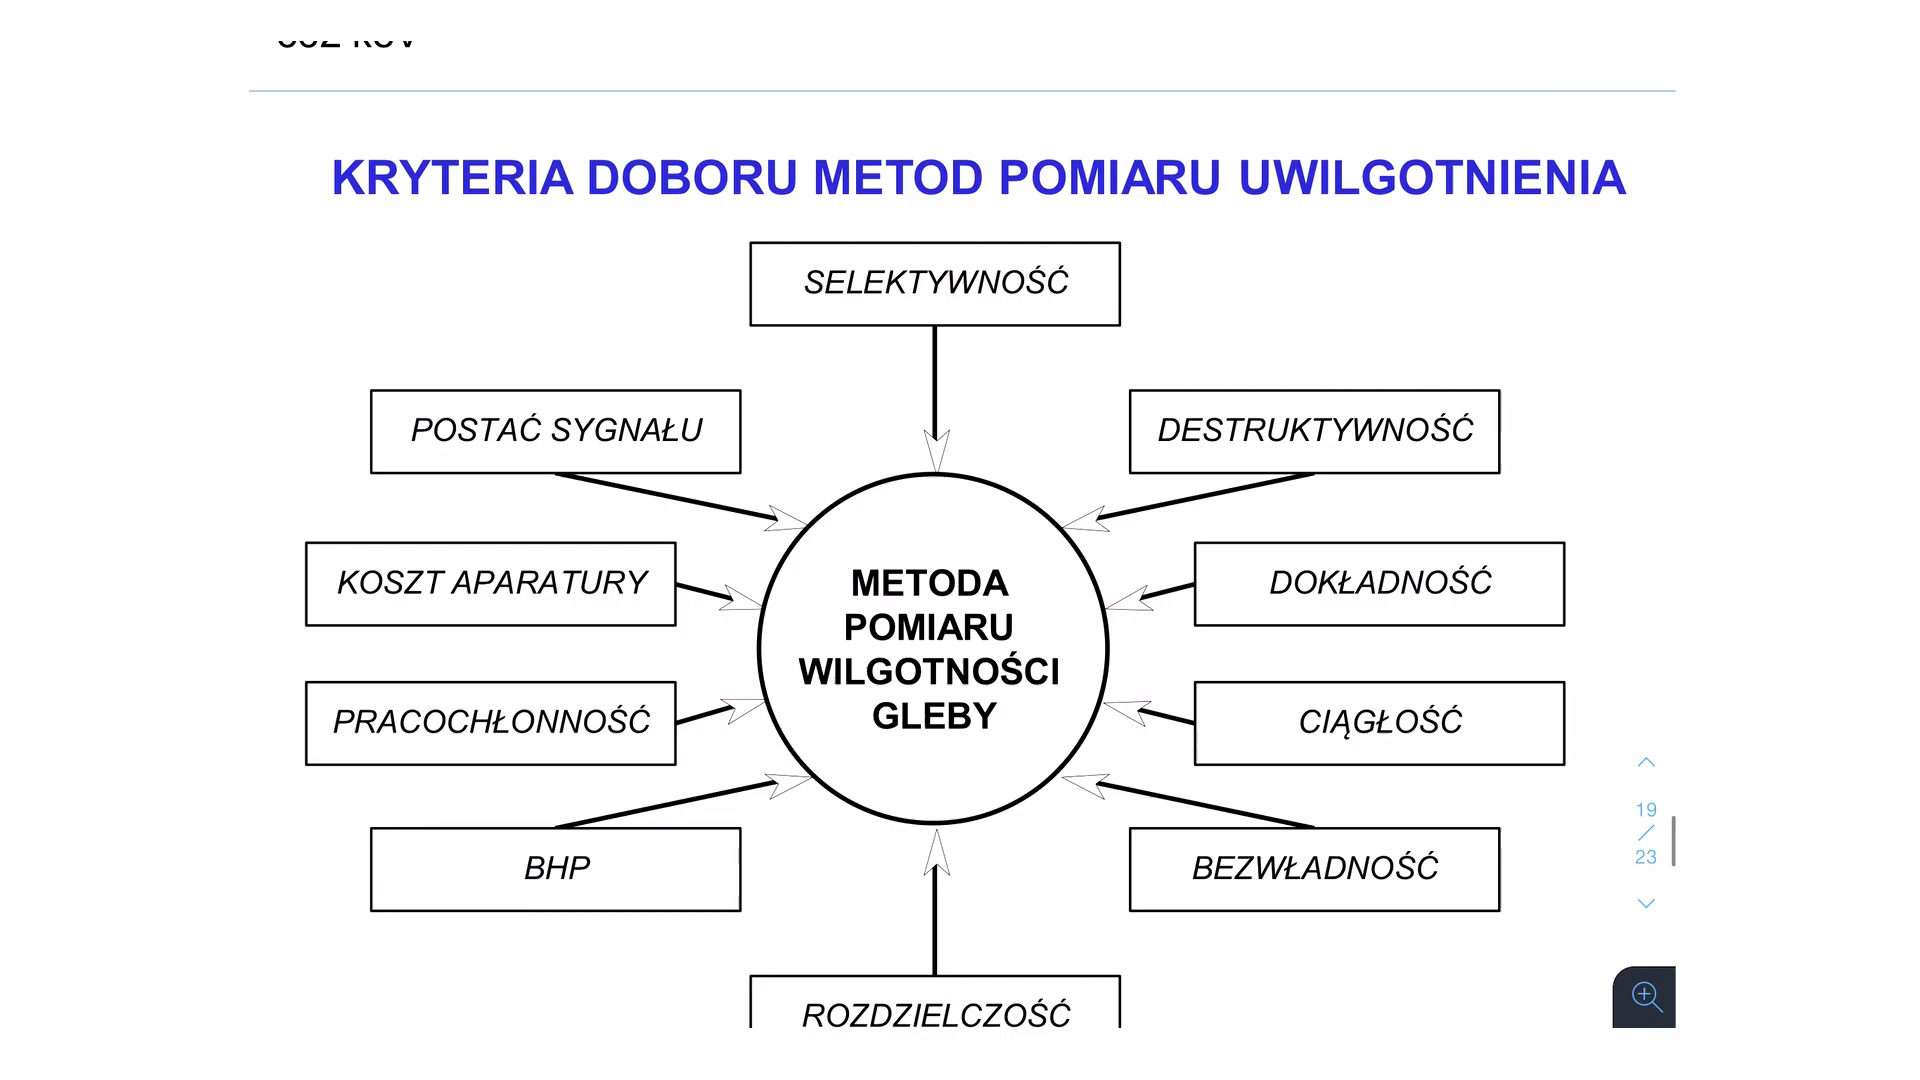 KRYTERIA DOBORU METOD POMIARU UWILGOTNIENIA
SELEKTYWNOŚĆ
POSTAĆ SYGNAŁU
DESTRUKTYWNOŚĆ
KOSZT APARATURY
DOKŁADNOŚĆ
METODA
POMIARU
WILGOTNOŚCI
GLEBY
PRACOCHŁONNOŚĆ
CIĄGŁOŚĆ
BHP
BEZWŁADNOŚĆ
ROZDZIELCZOŚĆ
19
/
23